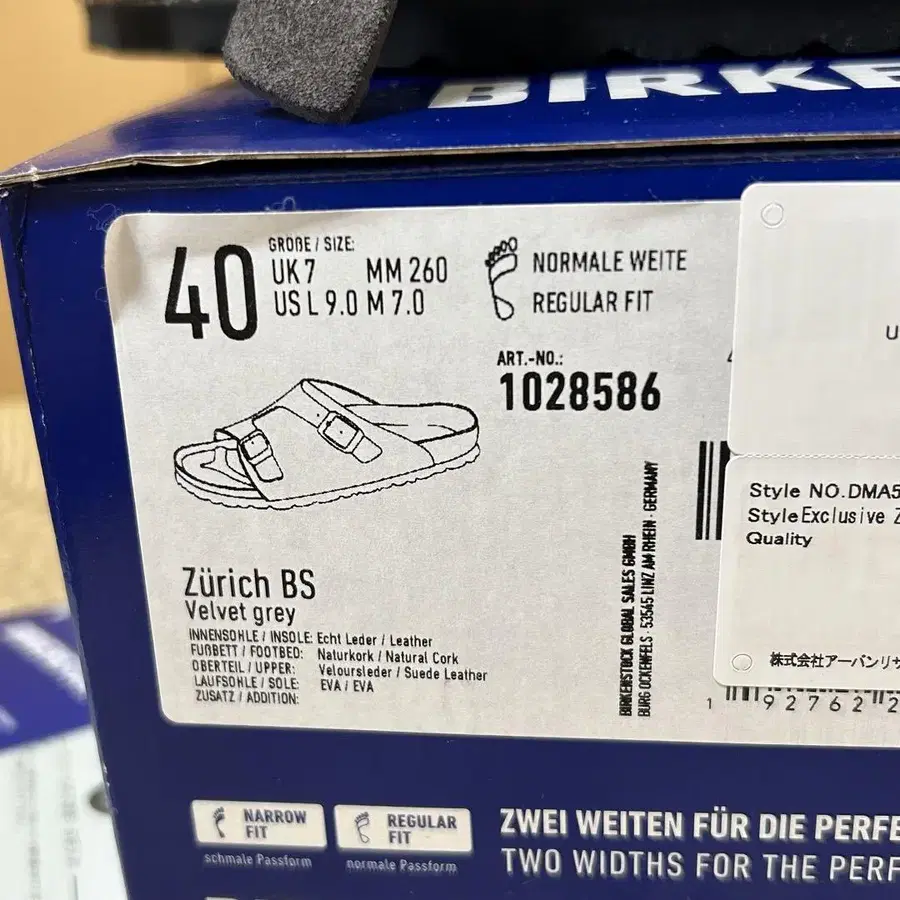 BIRKE
40
GRÖßE / SIZE:
UK 7 MM 260
US L 9.0 M 7.0
NORMALE WEITE
REGULAR FIT
ART.-NO.:
1028586
Zürich BS
Velvet grey
INNENSOHLE / INSOLE: Echt Leder / Leather
FUßBETT / FOOTBED: Naturkork / Natural Cork
OBERTEIL / UPPER: Veloursleder / Suede Leather
LAUFSOHLE / SOLE: EVA / EVA
ZUSATZ / ADDITION:
BIRKENSTOCK GLOBAL SALES GMBH
BURG OCKENFELS · 53545 LINZ AM RHEIN · GERMANY
U
Style NO.DMA5
Style Exclusive Z
Quality
株式会社アーバンリサ
1 92762 2
NARROW
FIT
schmale Passform
REGULAR
FIT
normale Passform
ZWEI WEITEN FÜR DIE PERFE
TWO WIDTHS FOR THE PERF